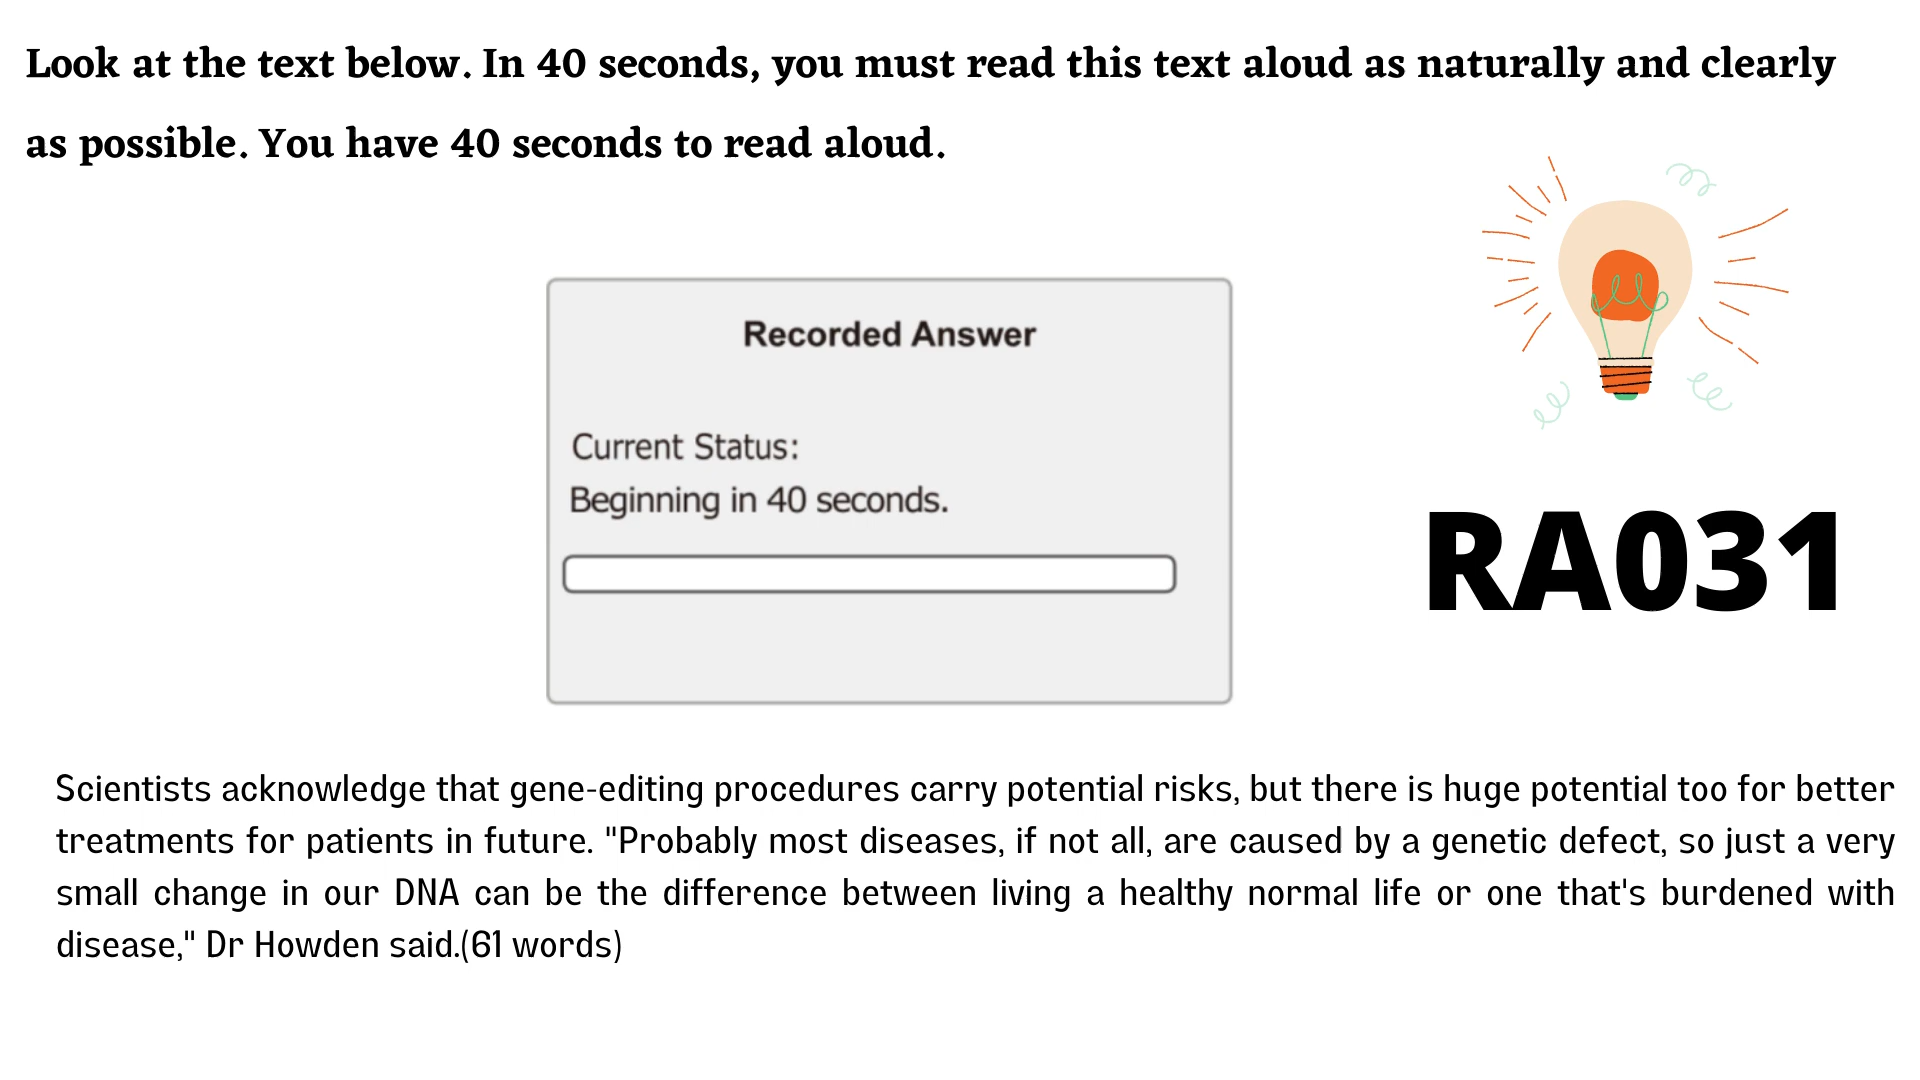 Look at the text below. In 40 seconds, you must read this text aloud as naturally and clearly
as possible. You have 40 seconds to read aloud.
Recorded Answer
Current Status:
Beginning in 40 seconds.
RA031
Scientists acknowledge that gene-editing procedures carry potential risks, but there is huge potential too for better
treatments for patients in future. "Probably most diseases, if not all, are caused by a genetic defect, so just a very
small change in our DNA can be the difference between living a healthy normal life or one that's burdened with
disease," Dr Howden said.(61 words)